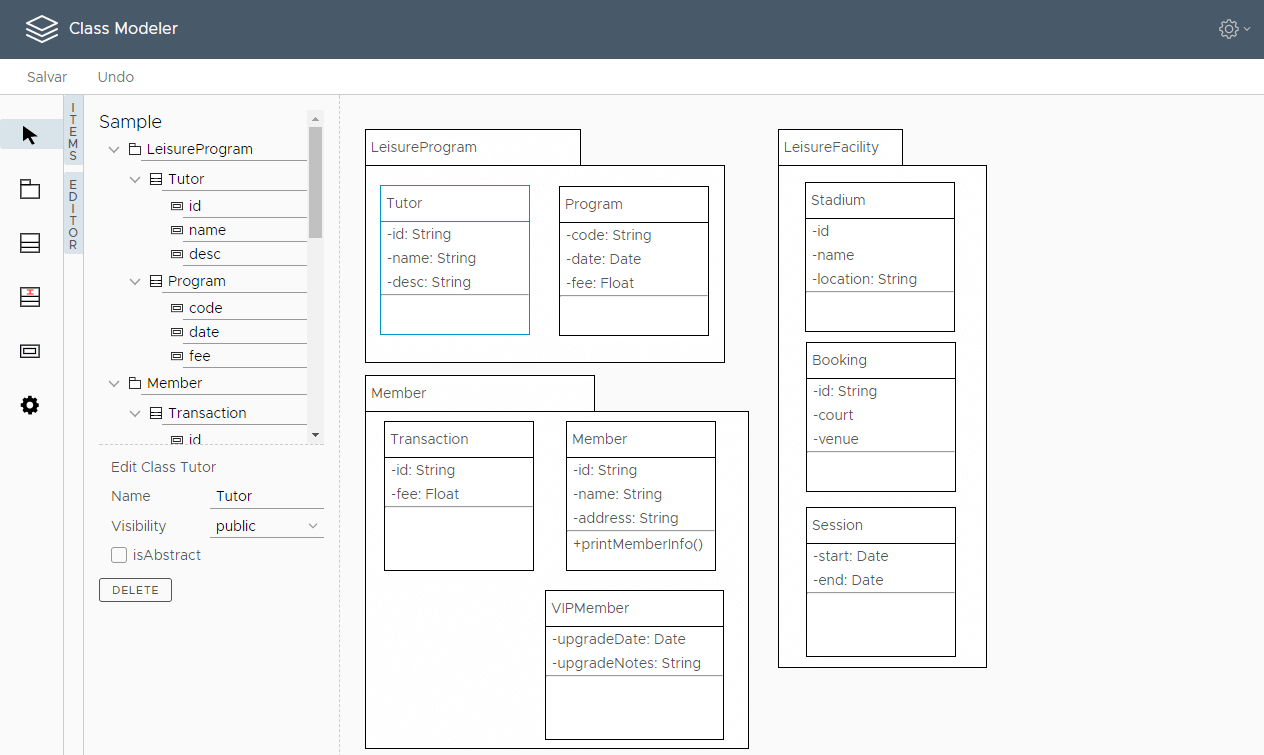 Class Modeler
Salvar Undo
ITEMS
EDITOR
Sample
LeisureProgram
Tutor
id
name
desc
Program
code
date
fee
Member
Transaction
id
Edit Class Tutor
Name Tutor
Visibility public
isAbstract
DELETE
LeisureProgram
Tutor
-id: String
-name: String
-desc: String
Program
-code: String
-date: Date
-fee: Float
Member
Transaction
-id: String
-fee: Float
Member
-id: String
-name: String
-address: String
+printMemberInfo()
VIPMember
-upgradeDate: Date
-upgradeNotes: String
LeisureFacility
Stadium
-id
-name
-location: String
Booking
-id: String
-court
-venue
Session
-start: Date
-end: Date